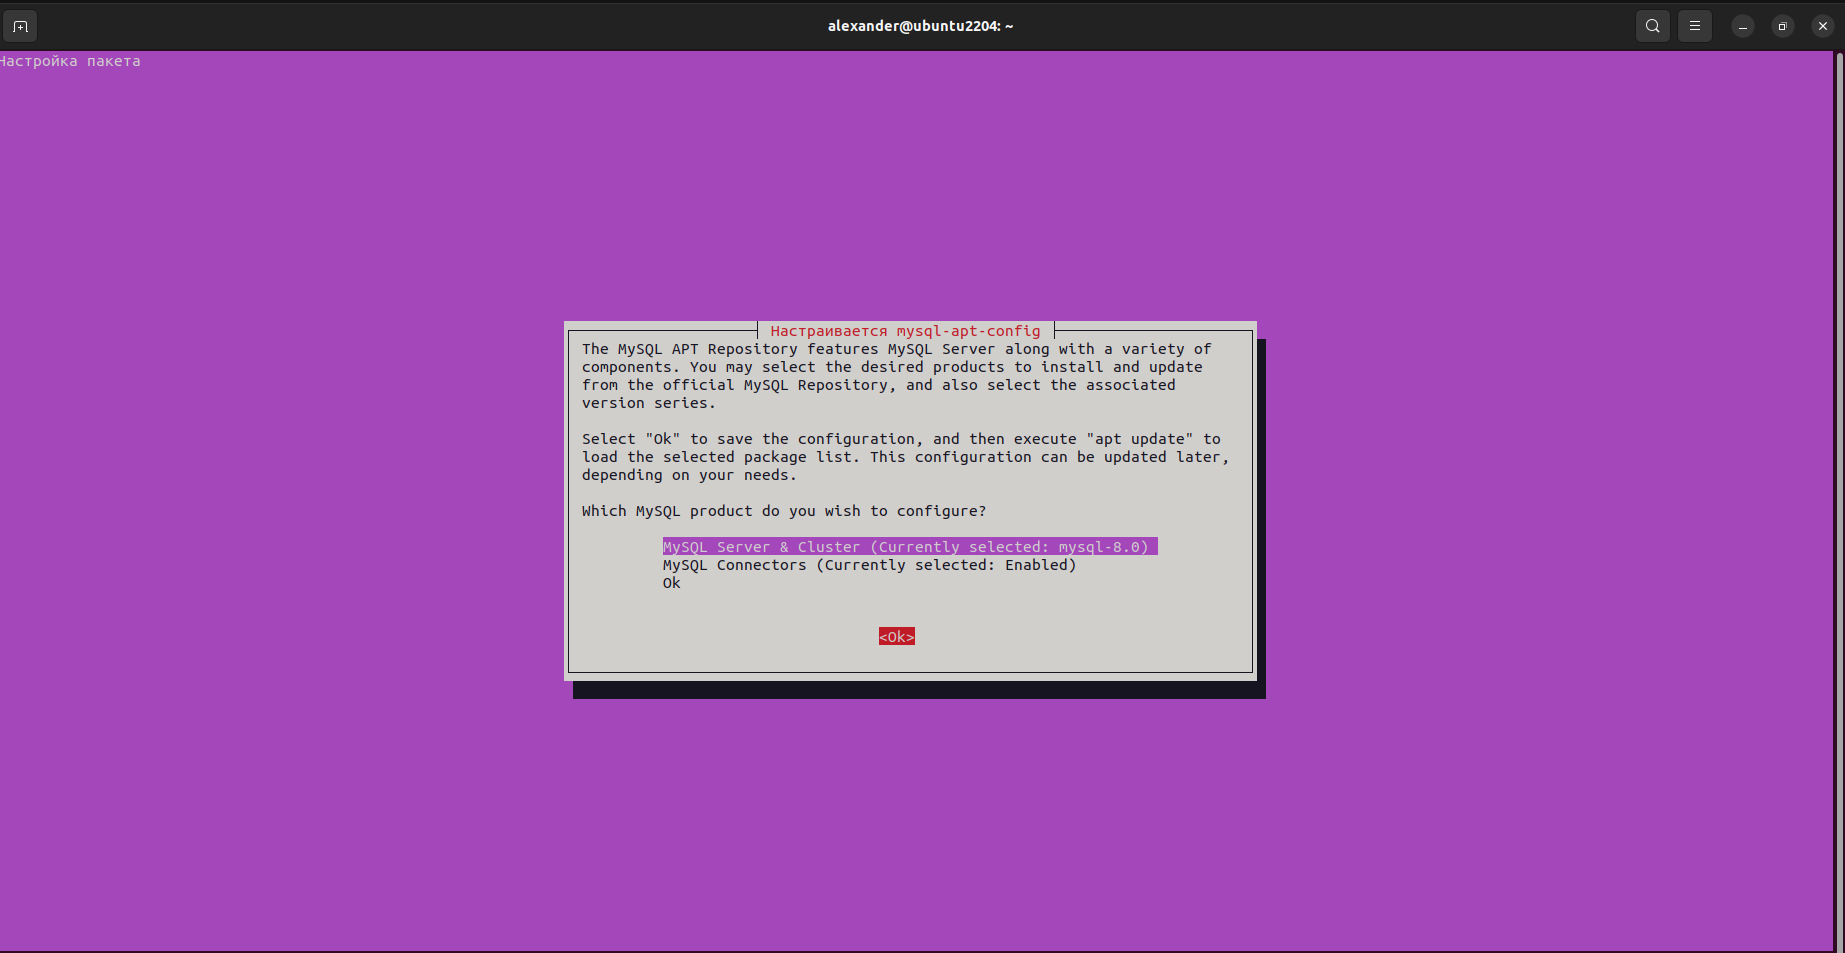 alexander@ubuntu2204: ~
Настройка пакета
Настраивается mysql-apt-config
The MySQL APT Repository features MySQL Server along with a variety of
components. You may select the desired products to install and update
from the official MySQL Repository, and also select the associated
version series.
Select "Ok" to save the configuration, and then execute "apt update" to
load the selected package list. This configuration can be updated later,
depending on your needs.
Which MySQL product do you wish to configure?
MySQL Server & Cluster (Currently selected: mysql-8.0)
MySQL Connectors (Currently selected: Enabled)
Ok
<Ok>